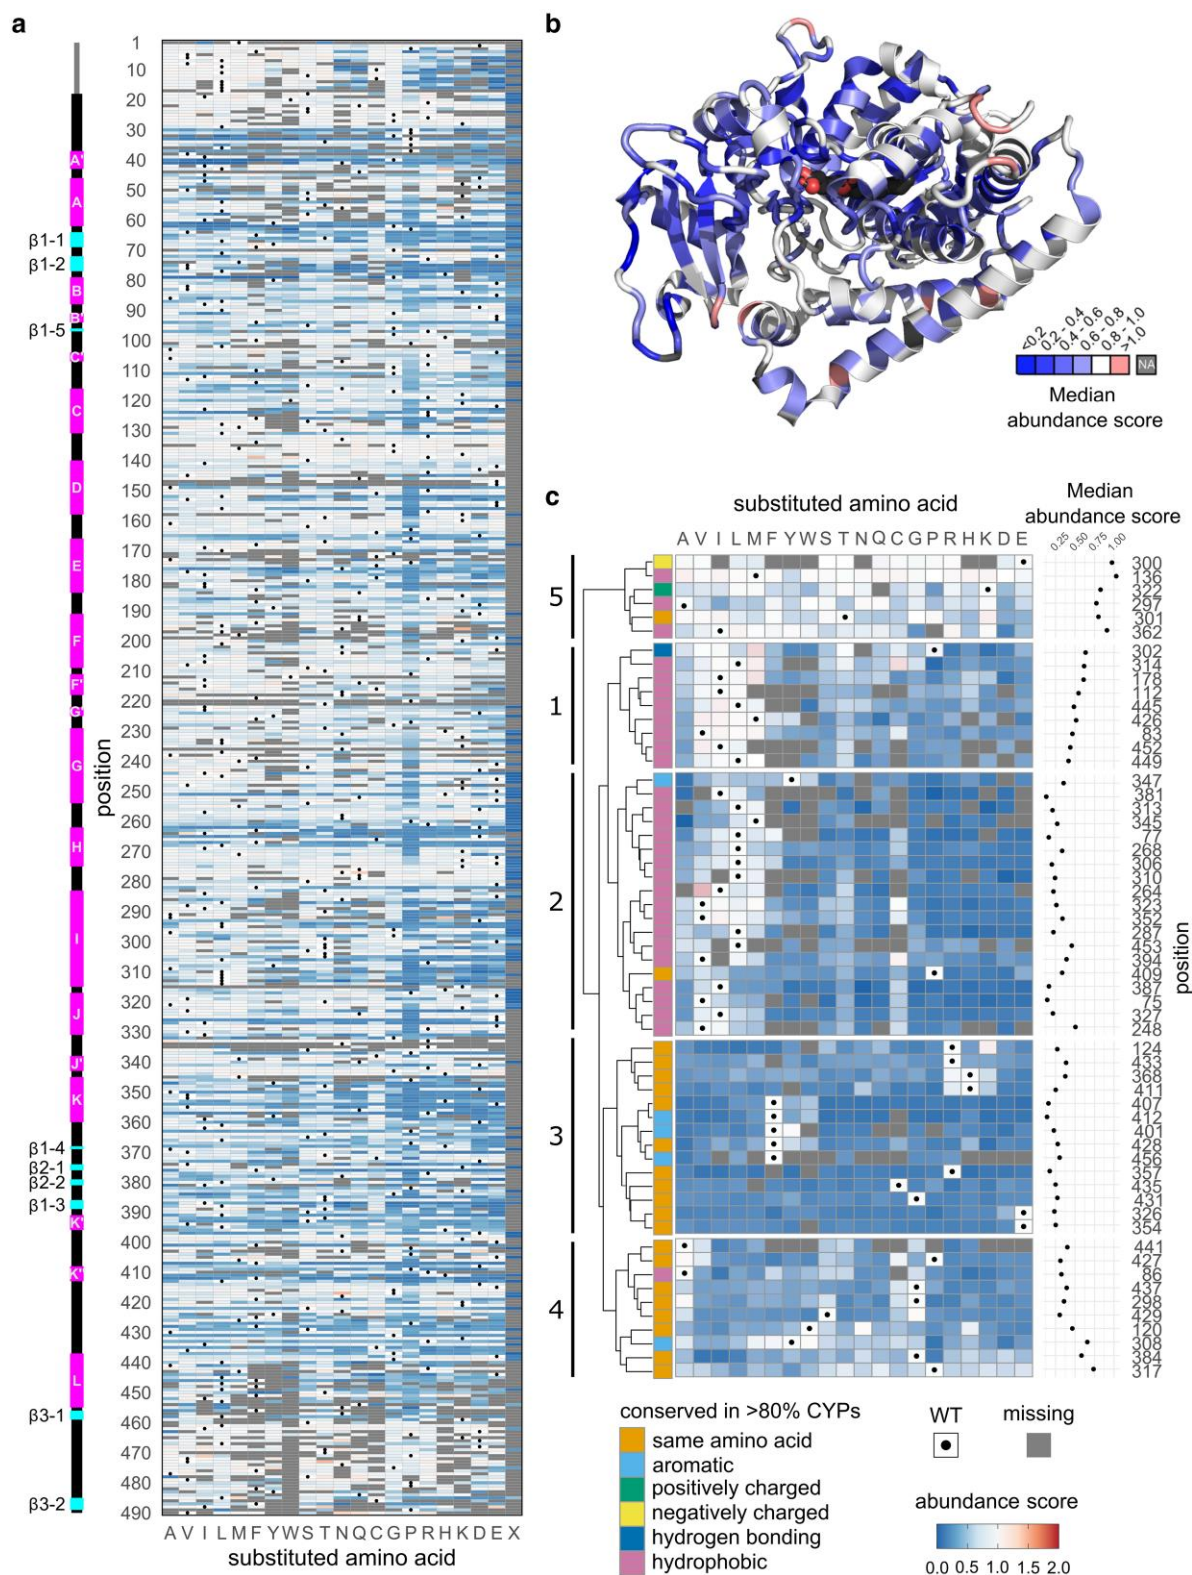 a
1
10
20
30
40
50
60
70
80
90
100
110
120
130
140
150
160
170
180
190
200
210
220
230
240
250
260
270
280
290
300
310
320
330
340
350
360
370
380
390
400
410
420
430
440
450
460
470
480
490
position
A'
A
β1-1
β1-2
B
B'
β1-5
C'
C
D
E
F
F'
G'
G
H
I
J
J'
K
β1-4
β2-1
β2-2
β1-3
K'
K"
L
β3-1
β3-2
A V I L M F Y W S T N Q C G P R H K D E X
substituted amino acid
b
<0.2
0.2 - 0.4
0.4 - 0.6
0.6 - 0.8
0.8 - 1.0
>1.0
NA
Median
abundance score
c
substituted amino acid
Median
abundance score
A V I L M F Y W S T N Q C G P R H K D E
0.25 0.50 0.75 1.00
5
300
136
322
297
301
362
1
302
314
178
112
445
426
83
452
449
2
347
381
313
345
77
268
306
310
264
323
352
287
453
394
409
387
75
327
248
3
124
433
368
411
407
412
401
428
456
357
435
431
326
354
4
441
427
86
437
298
429
120
308
384
317
position
conserved in >80% CYPs
same amino acid
aromatic
positively charged
negatively charged
hydrogen bonding
hydrophobic
WT
missing
abundance score
0.0 0.5 1.0 1.5 2.0